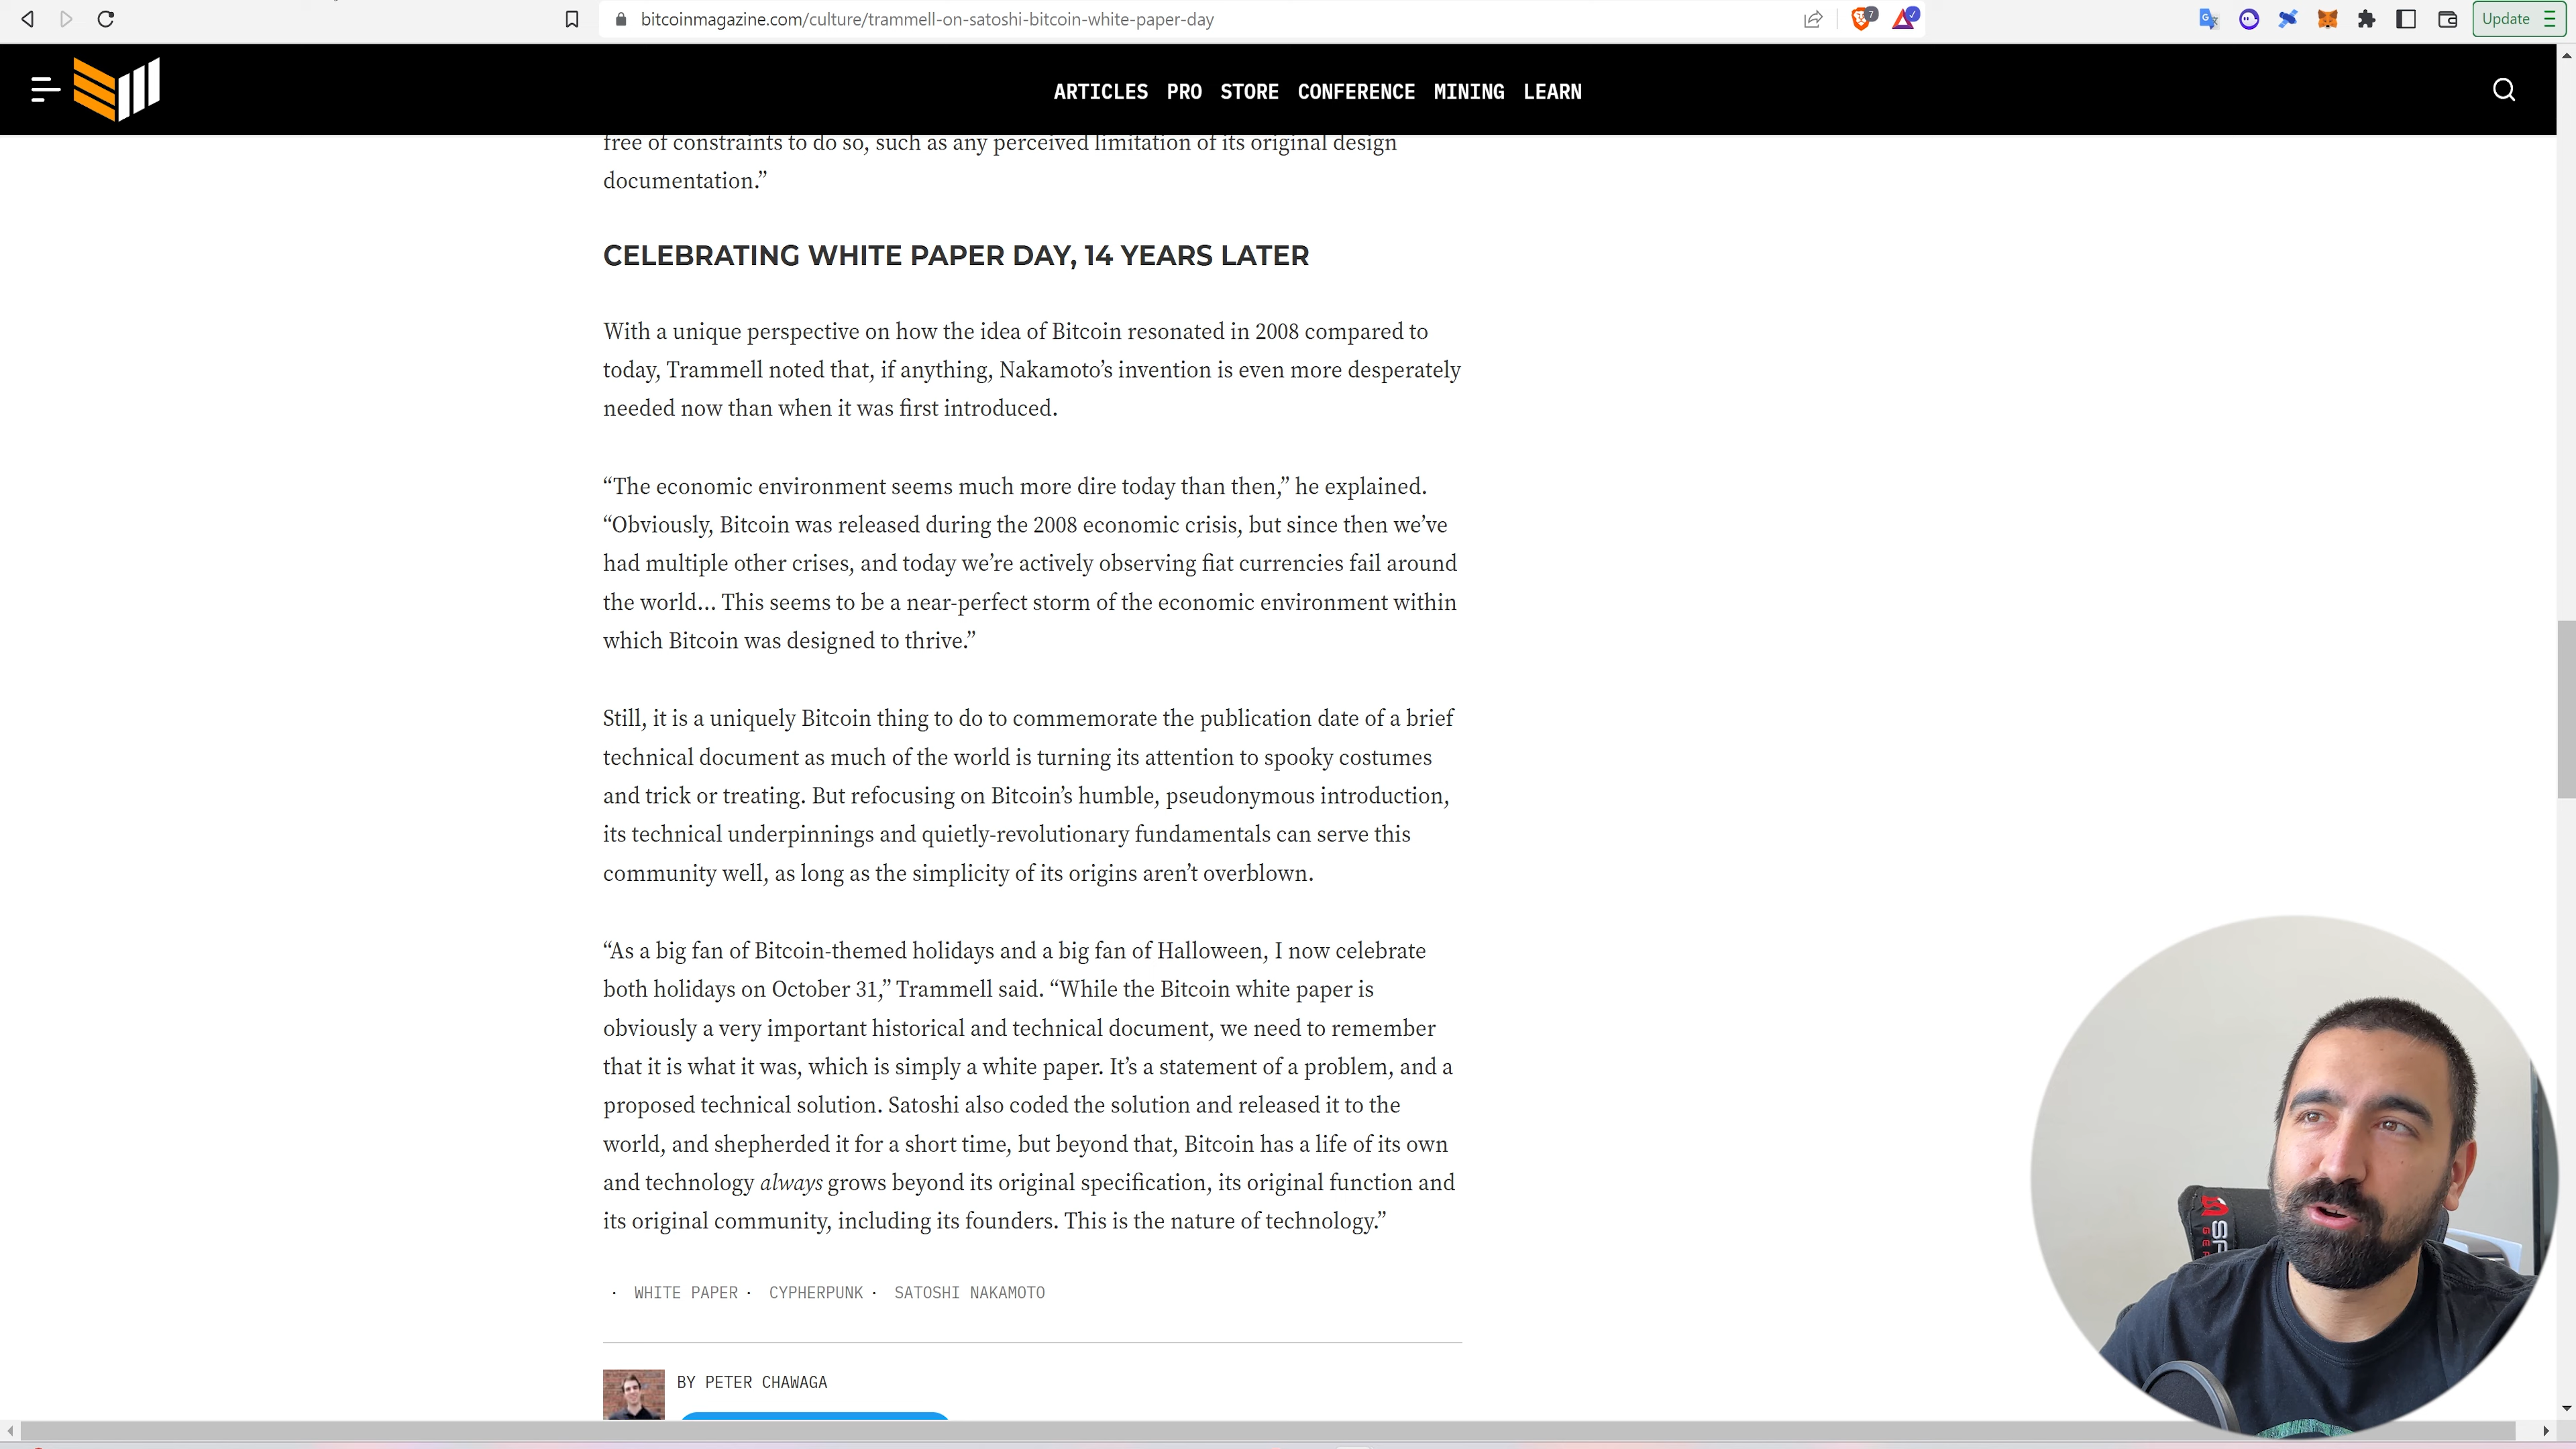 bitcoinmagazine.com/culture/trammell-on-satoshi-bitcoin-white-paper-day
7
Update
ARTICLES PRO STORE CONFERENCE MINING LEARN
free of constraints to do so, such as any perceived limitation of its original design
documentation.”
CELEBRATING WHITE PAPER DAY, 14 YEARS LATER
With a unique perspective on how the idea of Bitcoin resonated in 2008 compared to
today, Trammell noted that, if anything, Nakamoto’s invention is even more desperately
needed now than when it was first introduced.
“The economic environment seems much more dire today than then,” he explained.
“Obviously, Bitcoin was released during the 2008 economic crisis, but since then we’ve
had multiple other crises, and today we’re actively observing fiat currencies fail around
the world… This seems to be a near-perfect storm of the economic environment within
which Bitcoin was designed to thrive.”
Still, it is a uniquely Bitcoin thing to do to commemorate the publication date of a brief
technical document as much of the world is turning its attention to spooky costumes
and trick or treating. But refocusing on Bitcoin’s humble, pseudonymous introduction,
its technical underpinnings and quietly-revolutionary fundamentals can serve this
community well, as long as the simplicity of its origins aren’t overblown.
“As a big fan of Bitcoin-themed holidays and a big fan of Halloween, I now celebrate
both holidays on October 31,” Trammell said. “While the Bitcoin white paper is
obviously a very important historical and technical document, we need to remember
that it is what it was, which is simply a white paper. It’s a statement of a problem, and a
proposed technical solution. Satoshi also coded the solution and released it to the
world, and shepherded it for a short time, but beyond that, Bitcoin has a life of its own
and technology always grows beyond its original specification, its original function and
its original community, including its founders. This is the nature of technology.”
· WHITE PAPER · CYPHERPUNK · SATOSHI NAKAMOTO
BY PETER CHAWAGA